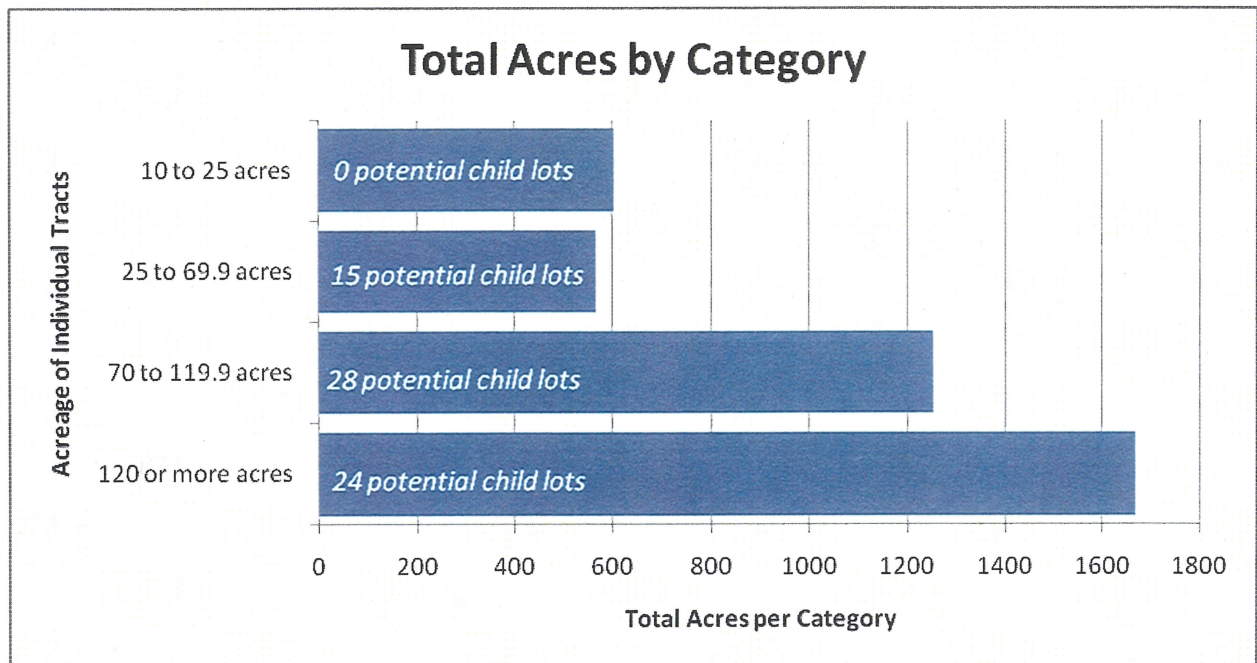 Total Acres by Category
Acreage of Individual Tracts
10 to 25 acres
0 potential child lots
25 to 69.9 acres
15 potential child lots
70 to 119.9 acres
28 potential child lots
120 or more acres
24 potential child lots
0 200 400 600 800 1000 1200 1400 1600 1800
Total Acres per Category